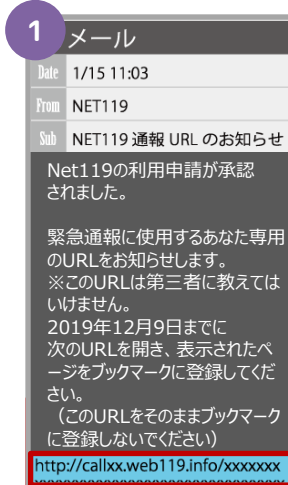 1
メール
Date 1/15 11:03
From NET119
Sub NET119 通報 URL のお知らせ
Net119の利用申請が承認
されました。
緊急通報に使用するあなた専用
のURLをお知らせします。
※このURLは第三者に教えては
いけません。
2019年12月9日までに
次のURLを開き、表示されたペ
ージをブックマークに登録してくだ
さい。
（このURLをそのままブックマーク
に登録しないでください）
http://callxx.web119.info/xxxxxxx